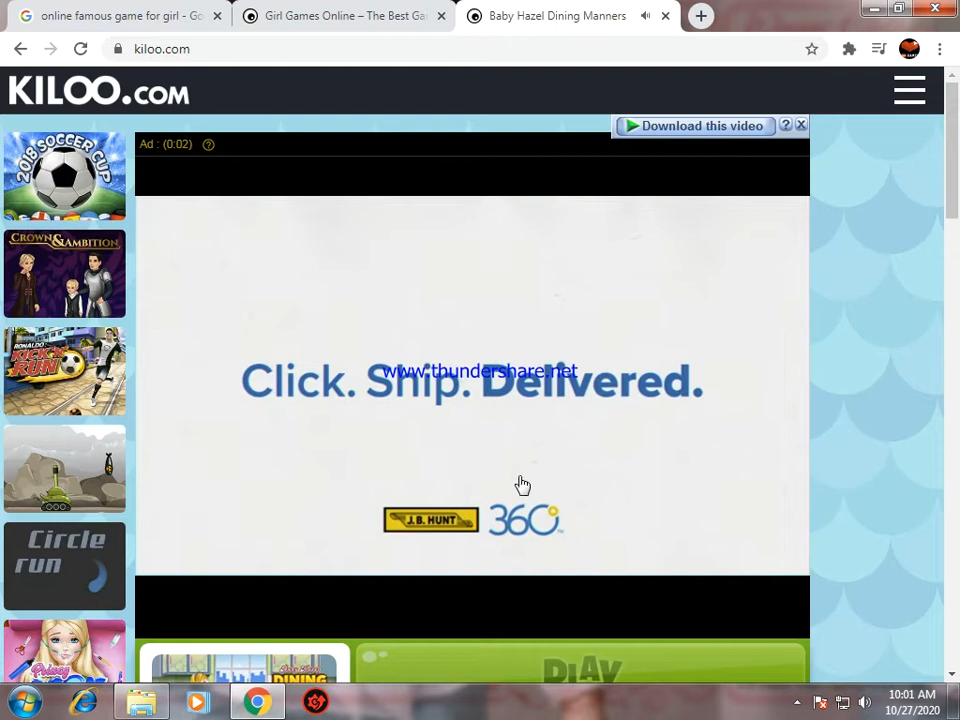 online famous game for girl - Go
Girl Games Online – The Best Ga
Baby Hazel Dining Manners
kiloo.com
KILOO.COM
Download this video
?
Ad : (0:02)
2018 SOCCER CUP
CROWN & AMBITION
RONALDO: KICK'N RUN
www.thundershare.net
Click. Ship. Delivered.
J.B. HUNT 360°
Circle
run
DINING
PLAY
10:01 AM
10/27/2020